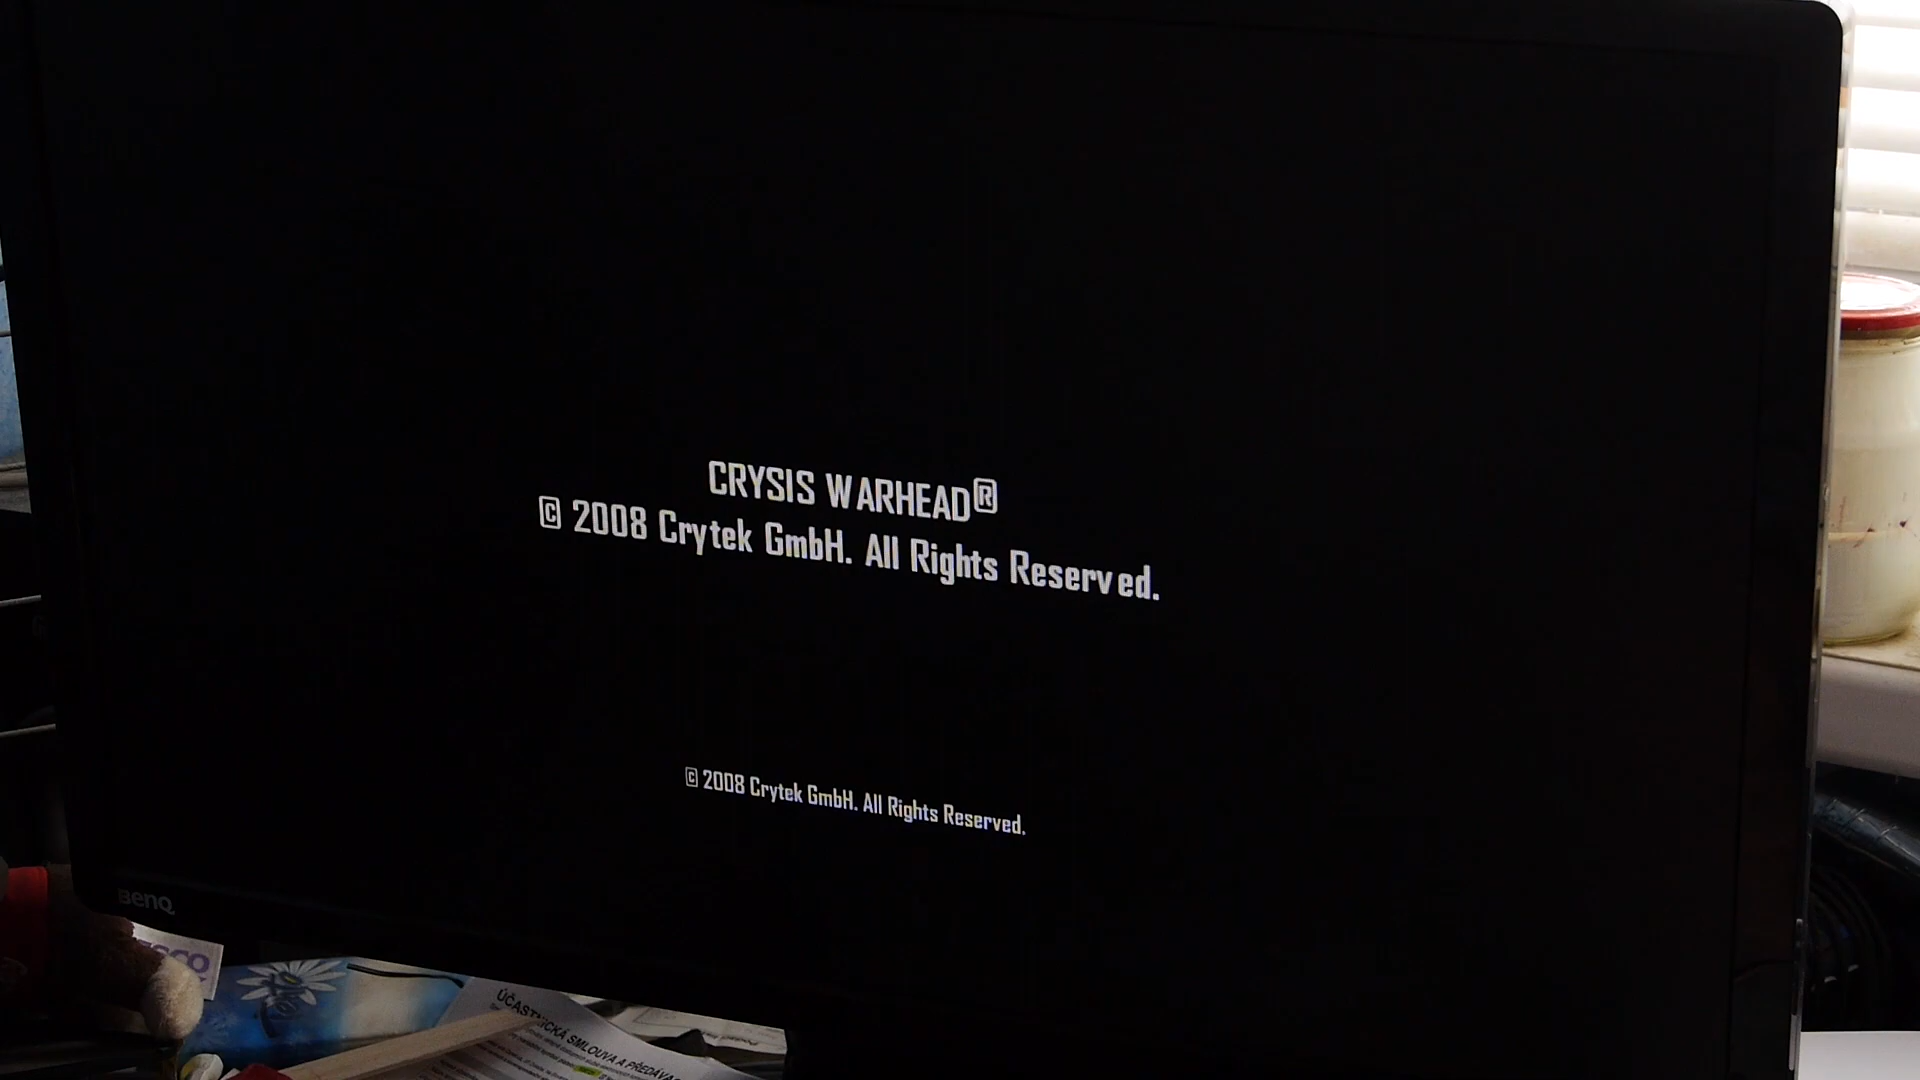 CRYSIS WARHEAD®
© 2008 Crytek GmbH. All Rights Reserved.
© 2008 Crytek GmbH. All Rights Reserved.
BenQ
ÚČASTNICKÁ SMLOUVA A PŘEDÁVA